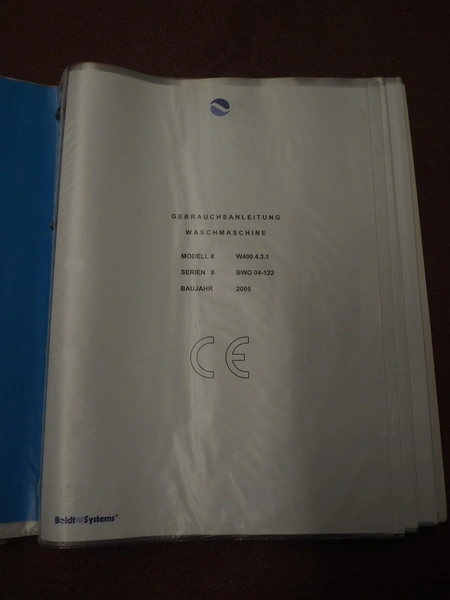 GEBRAUCHSANLEITUNG
WASCHMASCHINE
MODELL # W400.4.3.1
SERIEN # BWO 04-122
BAUJAHR 2005
CE
Boldt Systems®